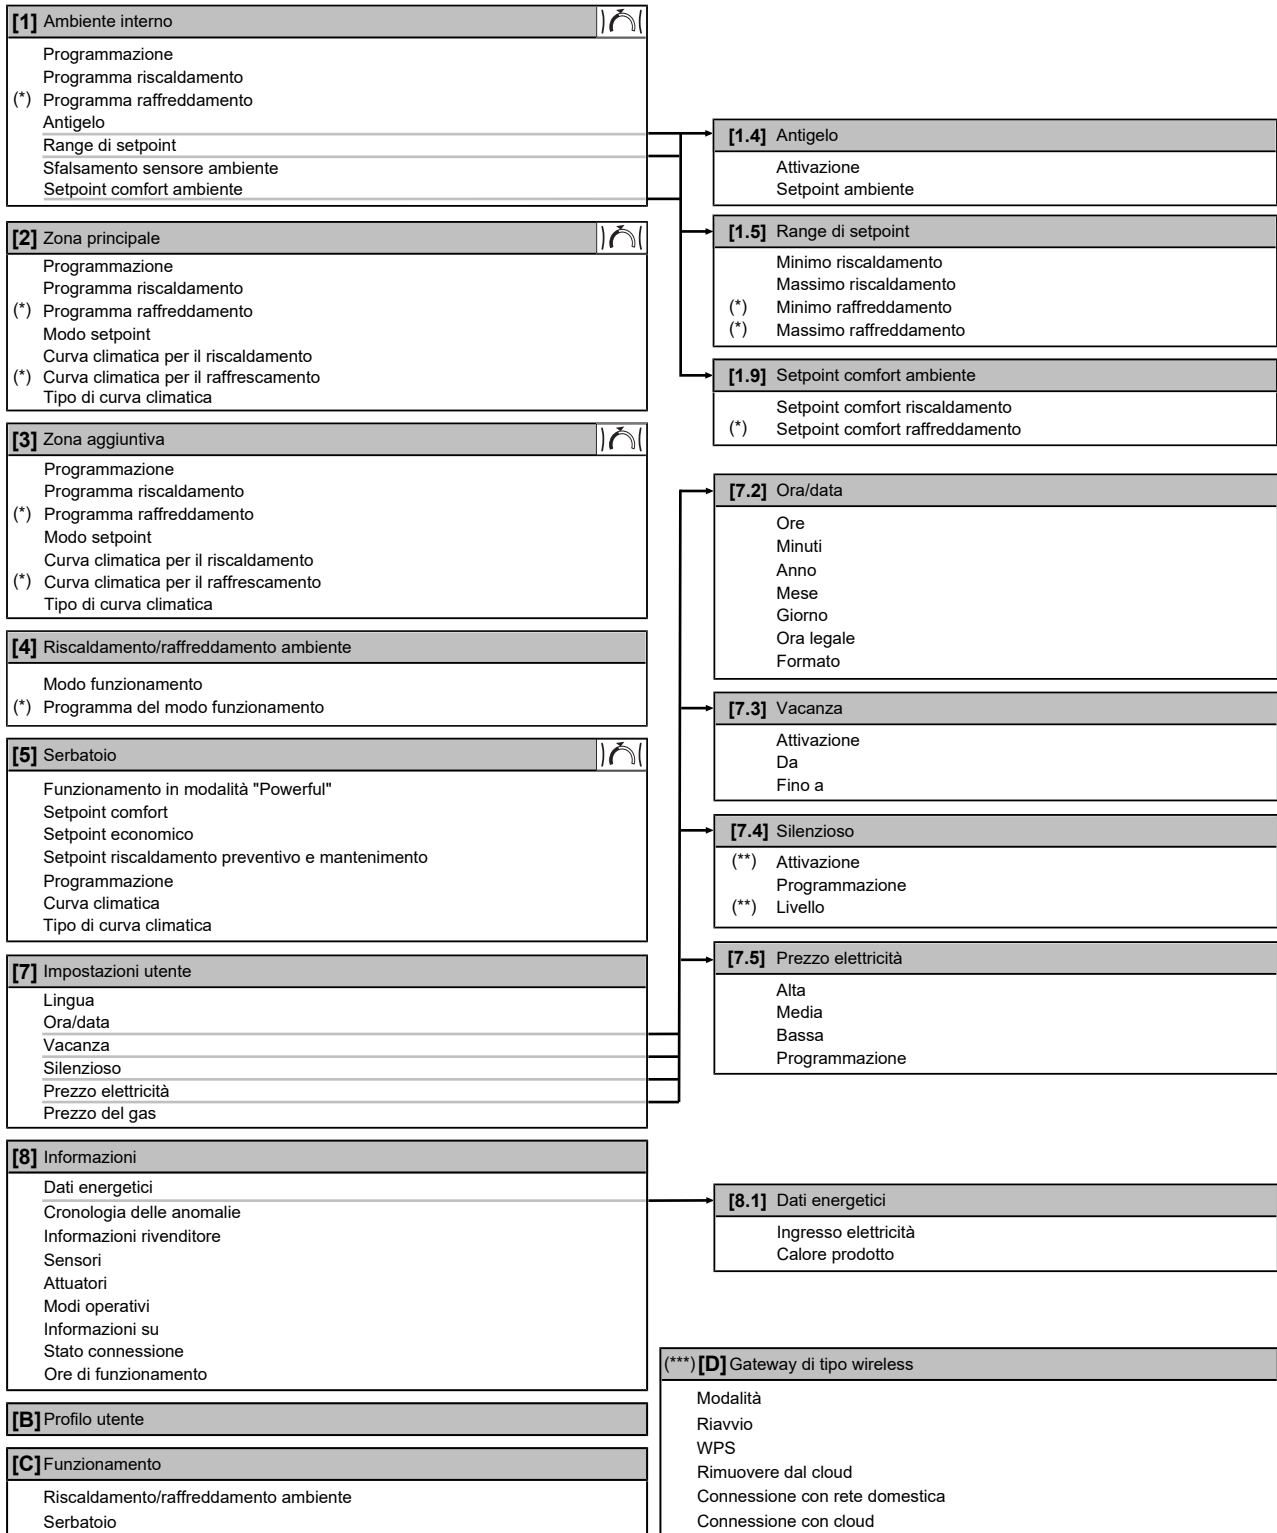 [1] Ambiente interno
Programmazione
Programma riscaldamento
(*) Programma raffreddamento
Antigelo
Range di setpoint
Sfalsamento sensore ambiente
Setpoint comfort ambiente
[2] Zona principale
Programmazione
Programma riscaldamento
(*) Programma raffreddamento
Modo setpoint
Curva climatica per il riscaldamento
(*) Curva climatica per il raffrescamento
Tipo di curva climatica
[3] Zona aggiuntiva
Programmazione
Programma riscaldamento
(*) Programma raffreddamento
Modo setpoint
Curva climatica per il riscaldamento
(*) Curva climatica per il raffrescamento
Tipo di curva climatica
[4] Riscaldamento/raffreddamento ambiente
Modo funzionamento
(*) Programma del modo funzionamento
[5] Serbatoio
Funzionamento in modalità "Powerful"
Setpoint comfort
Setpoint economico
Setpoint riscaldamento preventivo e mantenimento
Programmazione
Curva climatica
Tipo di curva climatica
[7] Impostazioni utente
Lingua
Ora/data
Vacanza
Silenzioso
Prezzo elettricità
Prezzo del gas
[8] Informazioni
Dati energetici
Cronologia delle anomalie
Informazioni rivenditore
Sensori
Attuatori
Modi operativi
Informazioni su
Stato connessione
Ore di funzionamento
[B] Profilo utente
[C] Funzionamento
Riscaldamento/raffreddamento ambiente
Serbatoio
[1.4] Antigelo
Attivazione
Setpoint ambiente
[1.5] Range di setpoint
Minimo riscaldamento
Massimo riscaldamento
(*) Minimo raffreddamento
(*) Massimo raffreddamento
[1.9] Setpoint comfort ambiente
Setpoint comfort riscaldamento
(*) Setpoint comfort raffreddamento
[7.2] Ora/data
Ore
Minuti
Anno
Mese
Giorno
Ora legale
Formato
[7.3] Vacanza
Attivazione
Da
Fino a
[7.4] Silenzioso
(**) Attivazione
Programmazione
(**) Livello
[7.5] Prezzo elettricità
Alta
Media
Bassa
Programmazione
[8.1] Dati energetici
Ingresso elettricità
Calore prodotto
(***) [D] Gateway di tipo wireless
Modalità
Riavvio
WPS
Rimuovere dal cloud
Connessione con rete domestica
Connessione con cloud